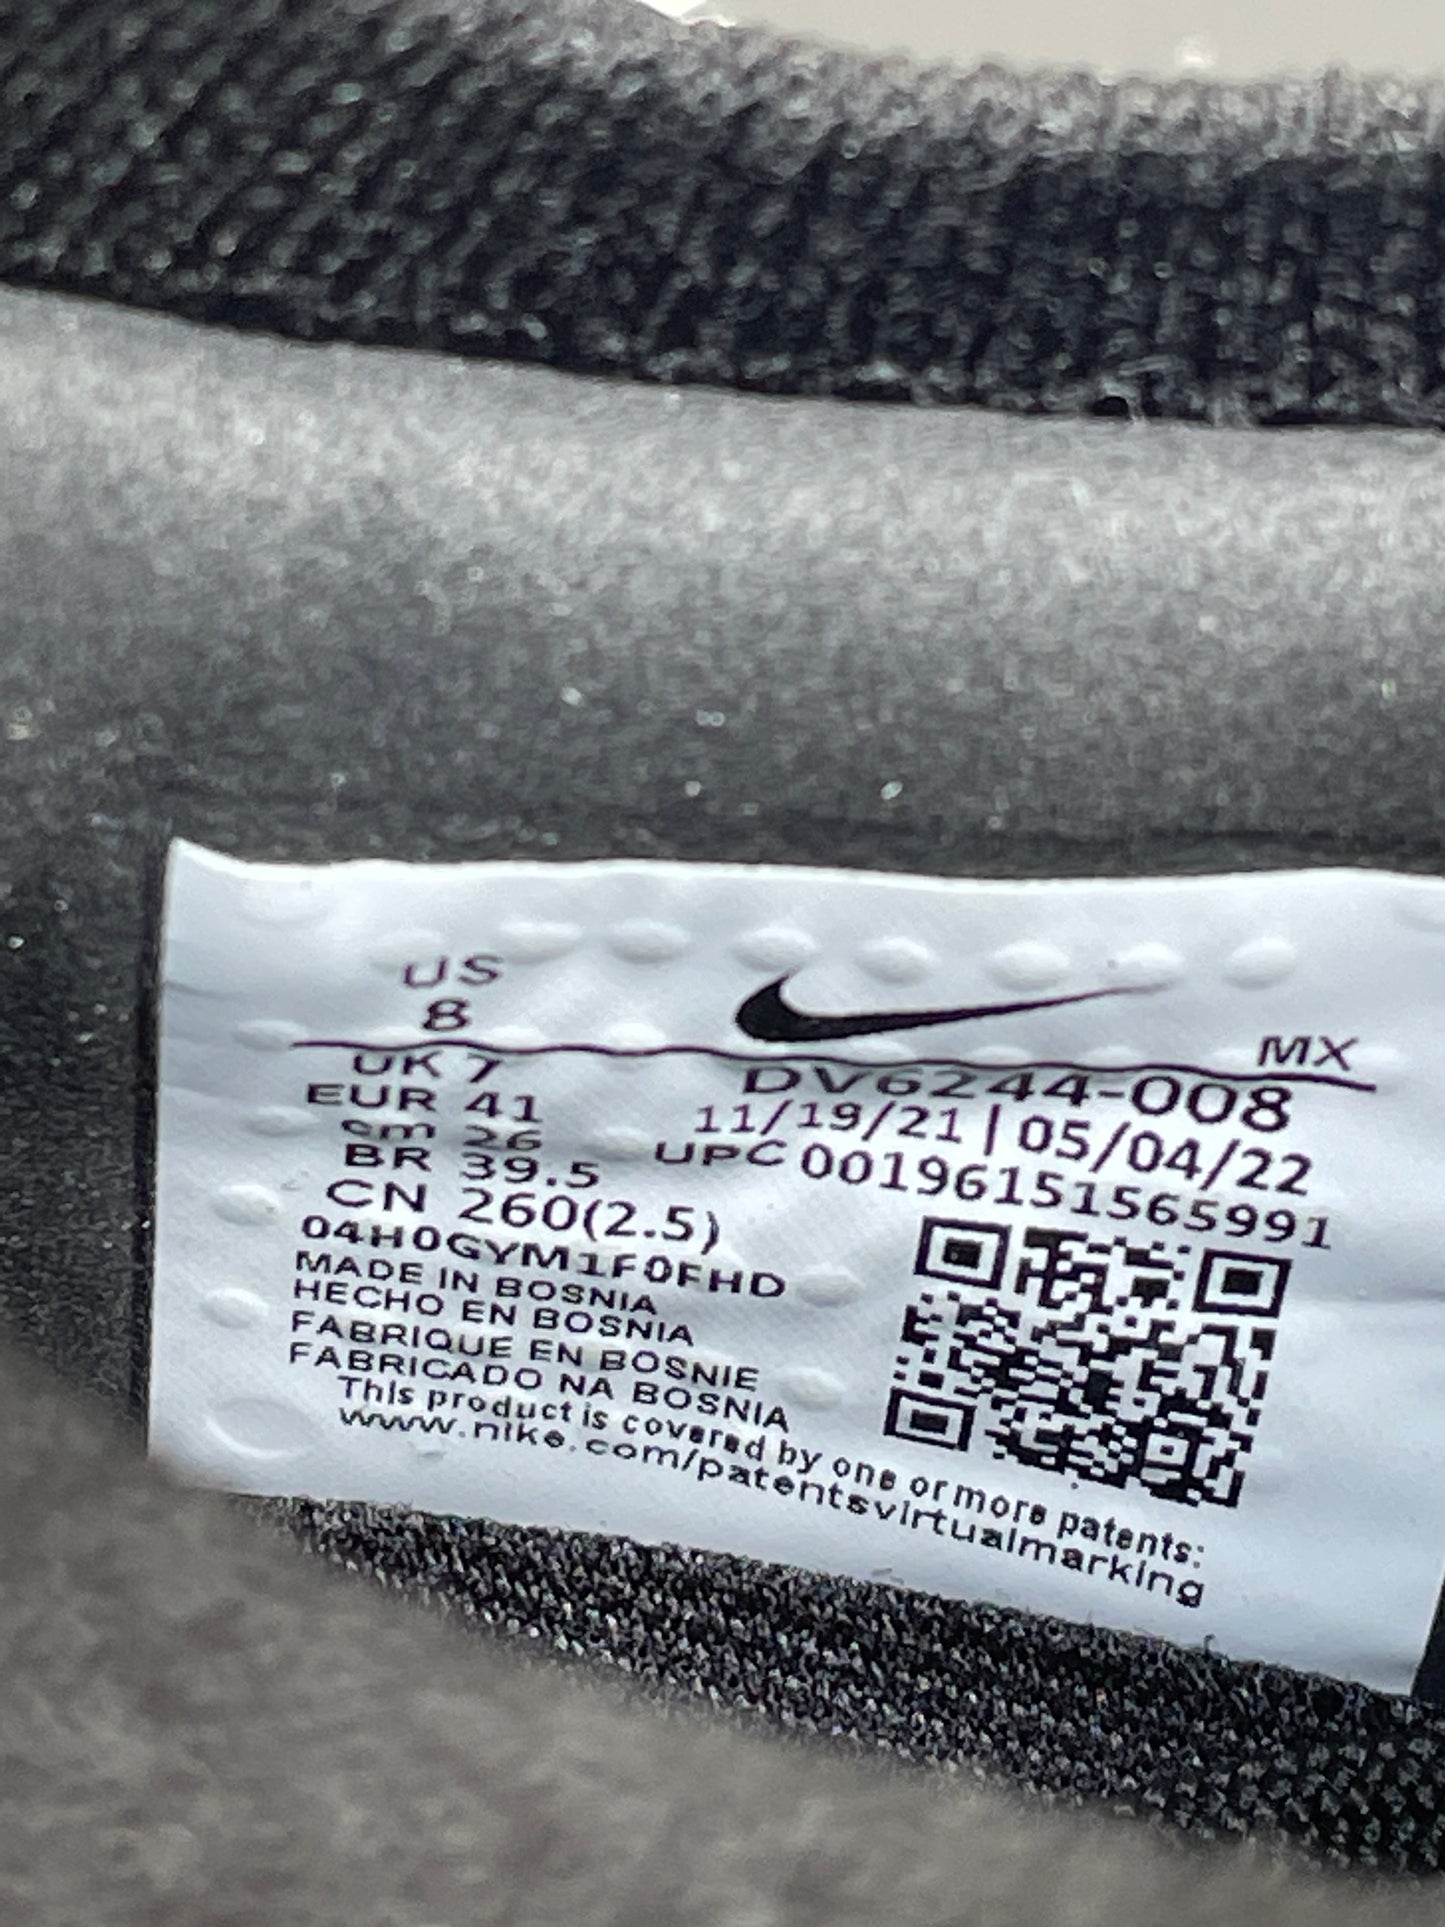 US
8
MX
UK 7
EUR 41
cm 26
BR 39.5
CN 260(2.5)
DV6244-008
11/19/21 | 05/04/22
UPC 00196151565991
04H0GYM1F0FHD
MADE IN BOSNIA
HECHO EN BOSNIA
FABRIQUE EN BOSNIE
FABRICADO NA BOSNIA
This product is covered by one or more patents:
www.nike.com/patentsvirtualmarking